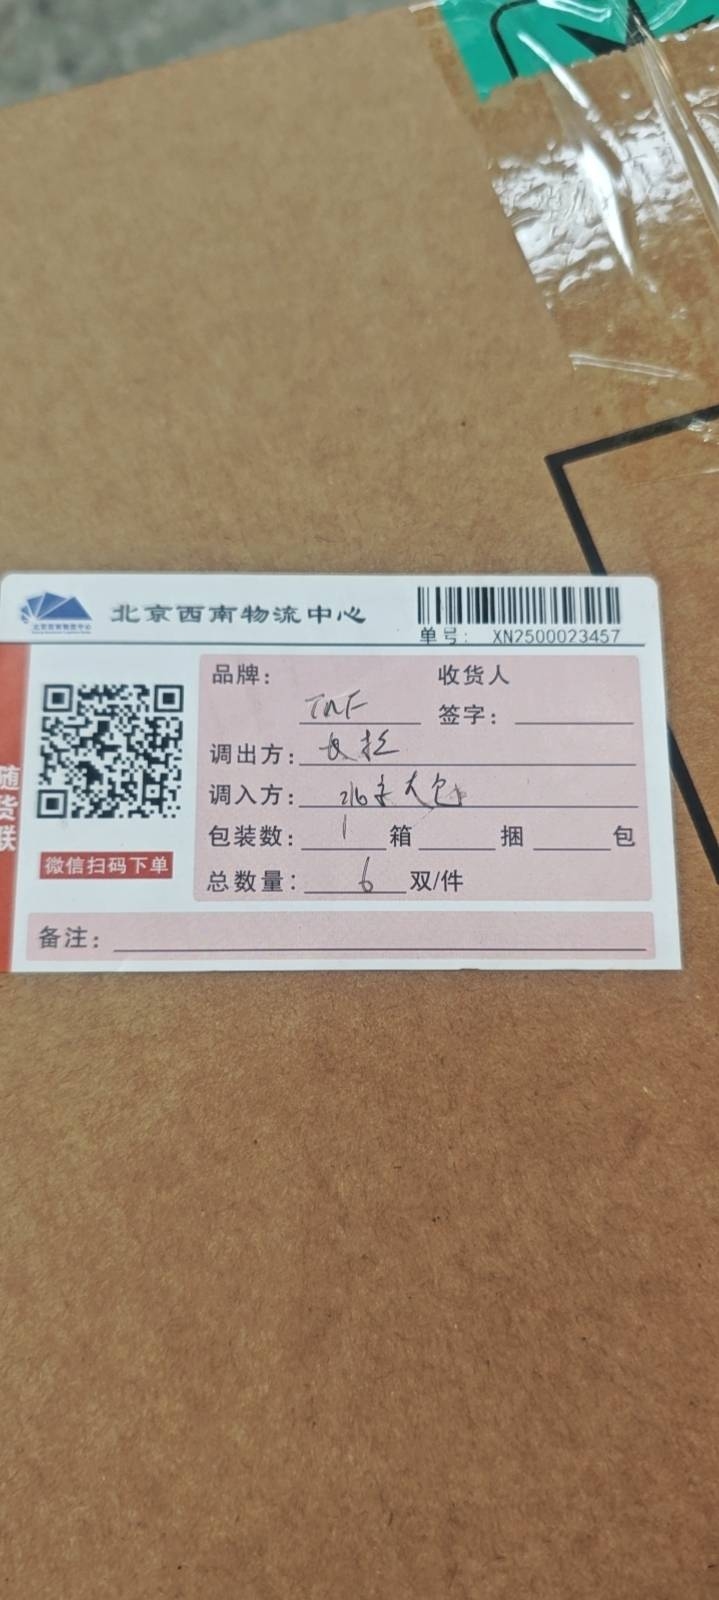 北京西南物流中心
单号: XN2500023457
随货联
微信扫码下单
品牌: TNF
收货人
签字:
调出方:
调入方:
包装数: 1 箱 捆 包
总数量: 6 双/件
备注: